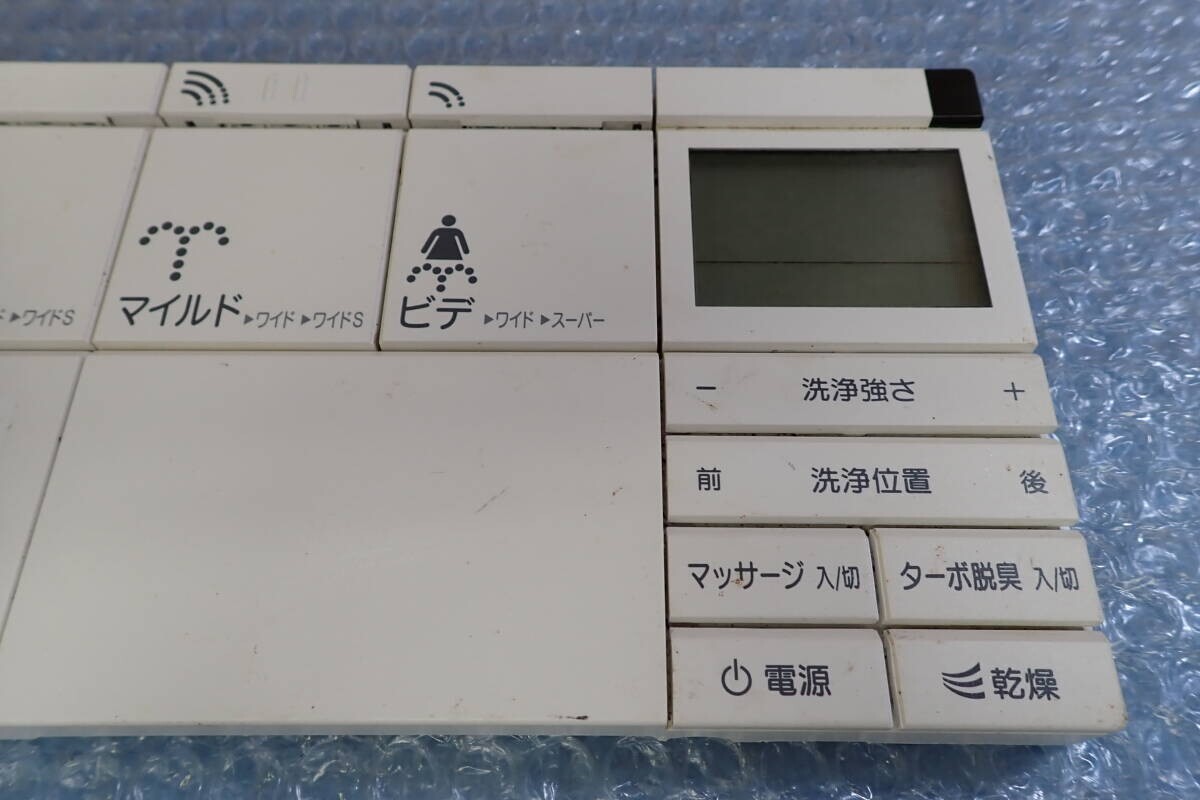 ▶ワイドS
マイルド ▶ワイド ▶ワイドS
ビデ ▶ワイド ▶スーパー
− 洗浄強さ +
前 洗浄位置 後
マッサージ 入/切
ターボ脱臭 入/切
電源
乾燥